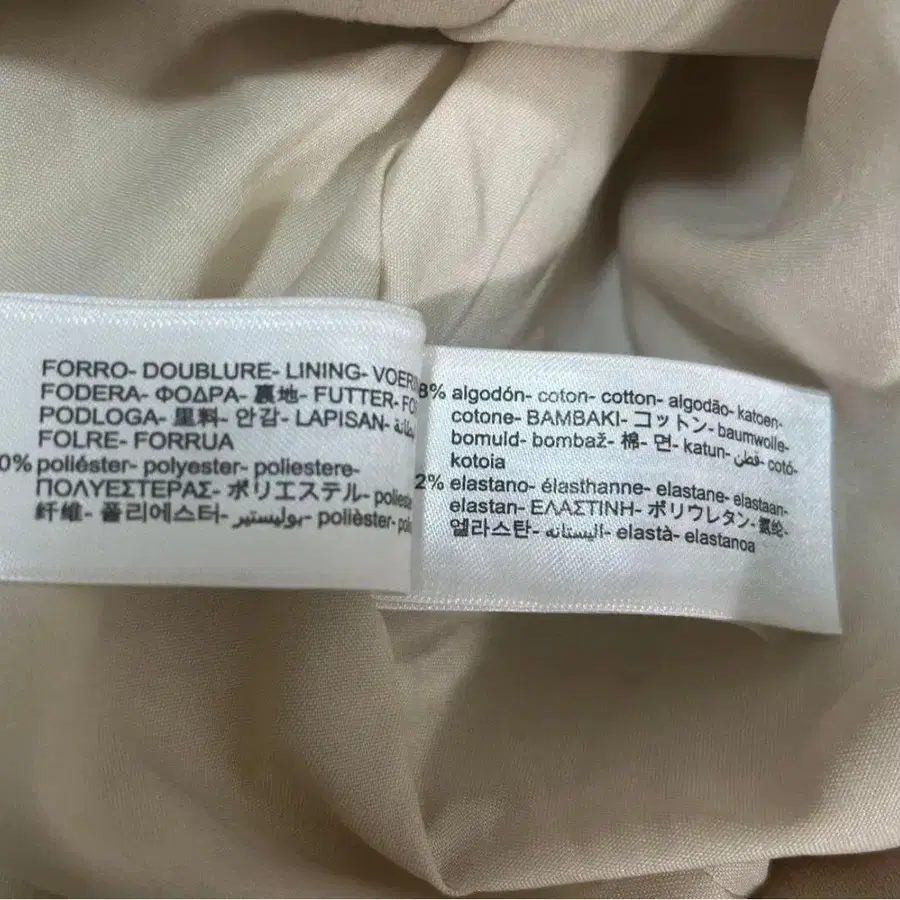 FORRO- DOUBLURE- LINING- VOERI
FODERA- ΦΟΔΡΑ- 裏地- FUTTER- FO
PODLOGA- 里料- 안감- LAPISAN- بطانة-
FOLRE- FORRUA
0% poliéster- polyester- poliestere-
ΠΟΛΥΕΣΤΕΡΑΣ- ポリエステル- polies
纤维- 폴리에스터- بوليستير- polièster- pol
8% algodón- coton- cotton- algodão- katoen-
cotone- BAMBAKI- コットン- baumwolle-
bomuld- bombaž- 棉- 면- katun- قطن- cotó-
kotoia
2% elastano- élasthanne- elastane- elastaan-
elastan- ΕΛΑΣΤΙΝΗ- ポリウレタン- 氨纶-
엘라스탄- اليستانه- elastà- elastanoa